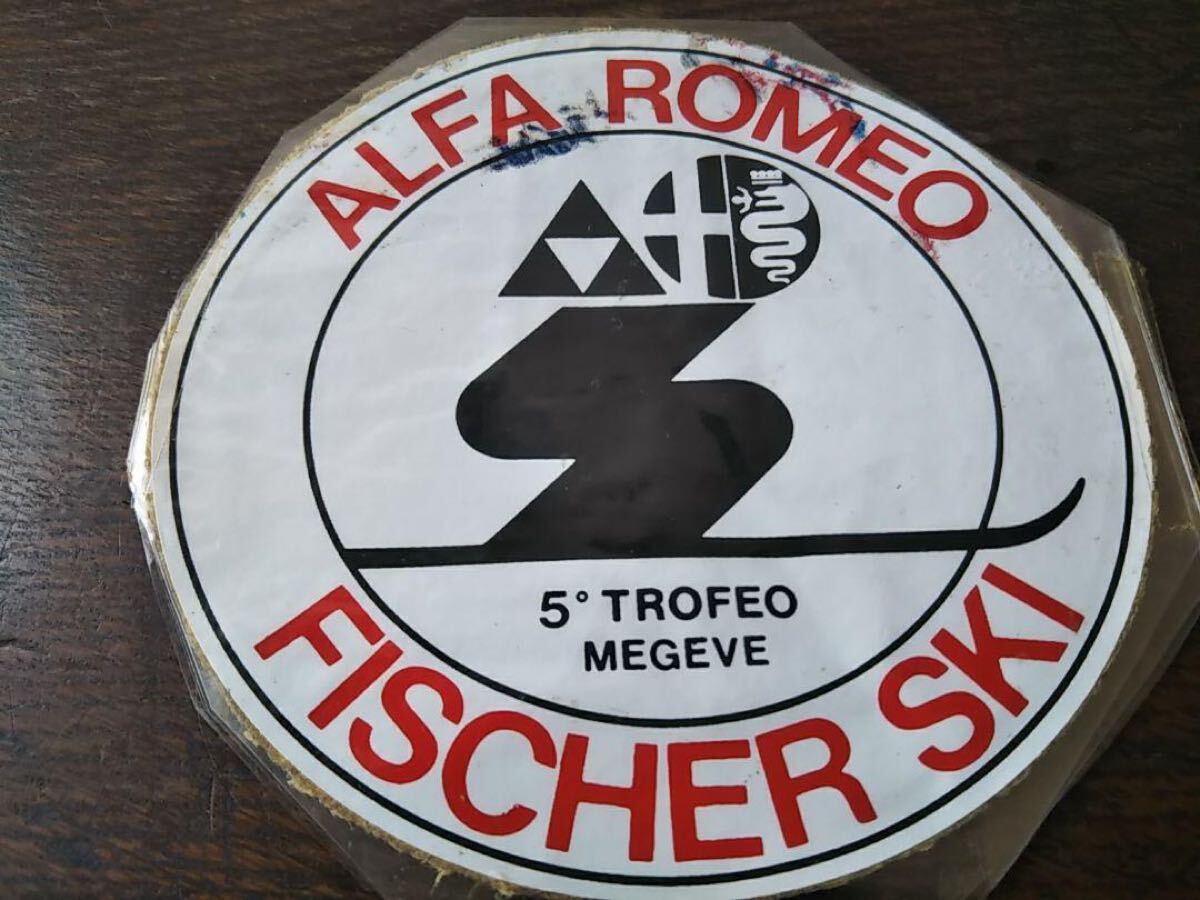 ALFA ROMEO
5° TROFEO
MEGEVE
FISCHER SKI